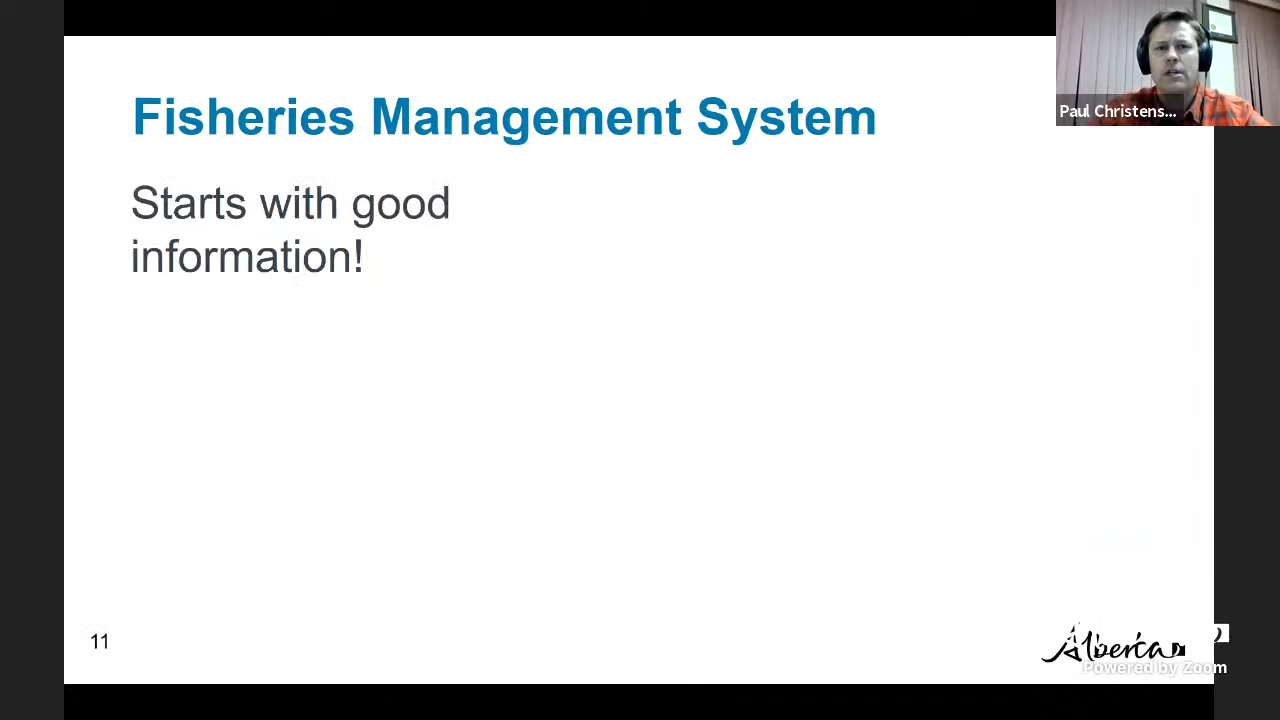 Fisheries Management System
Paul Christens...
Starts with good
information!
11
Alberta
Powered by Zoom